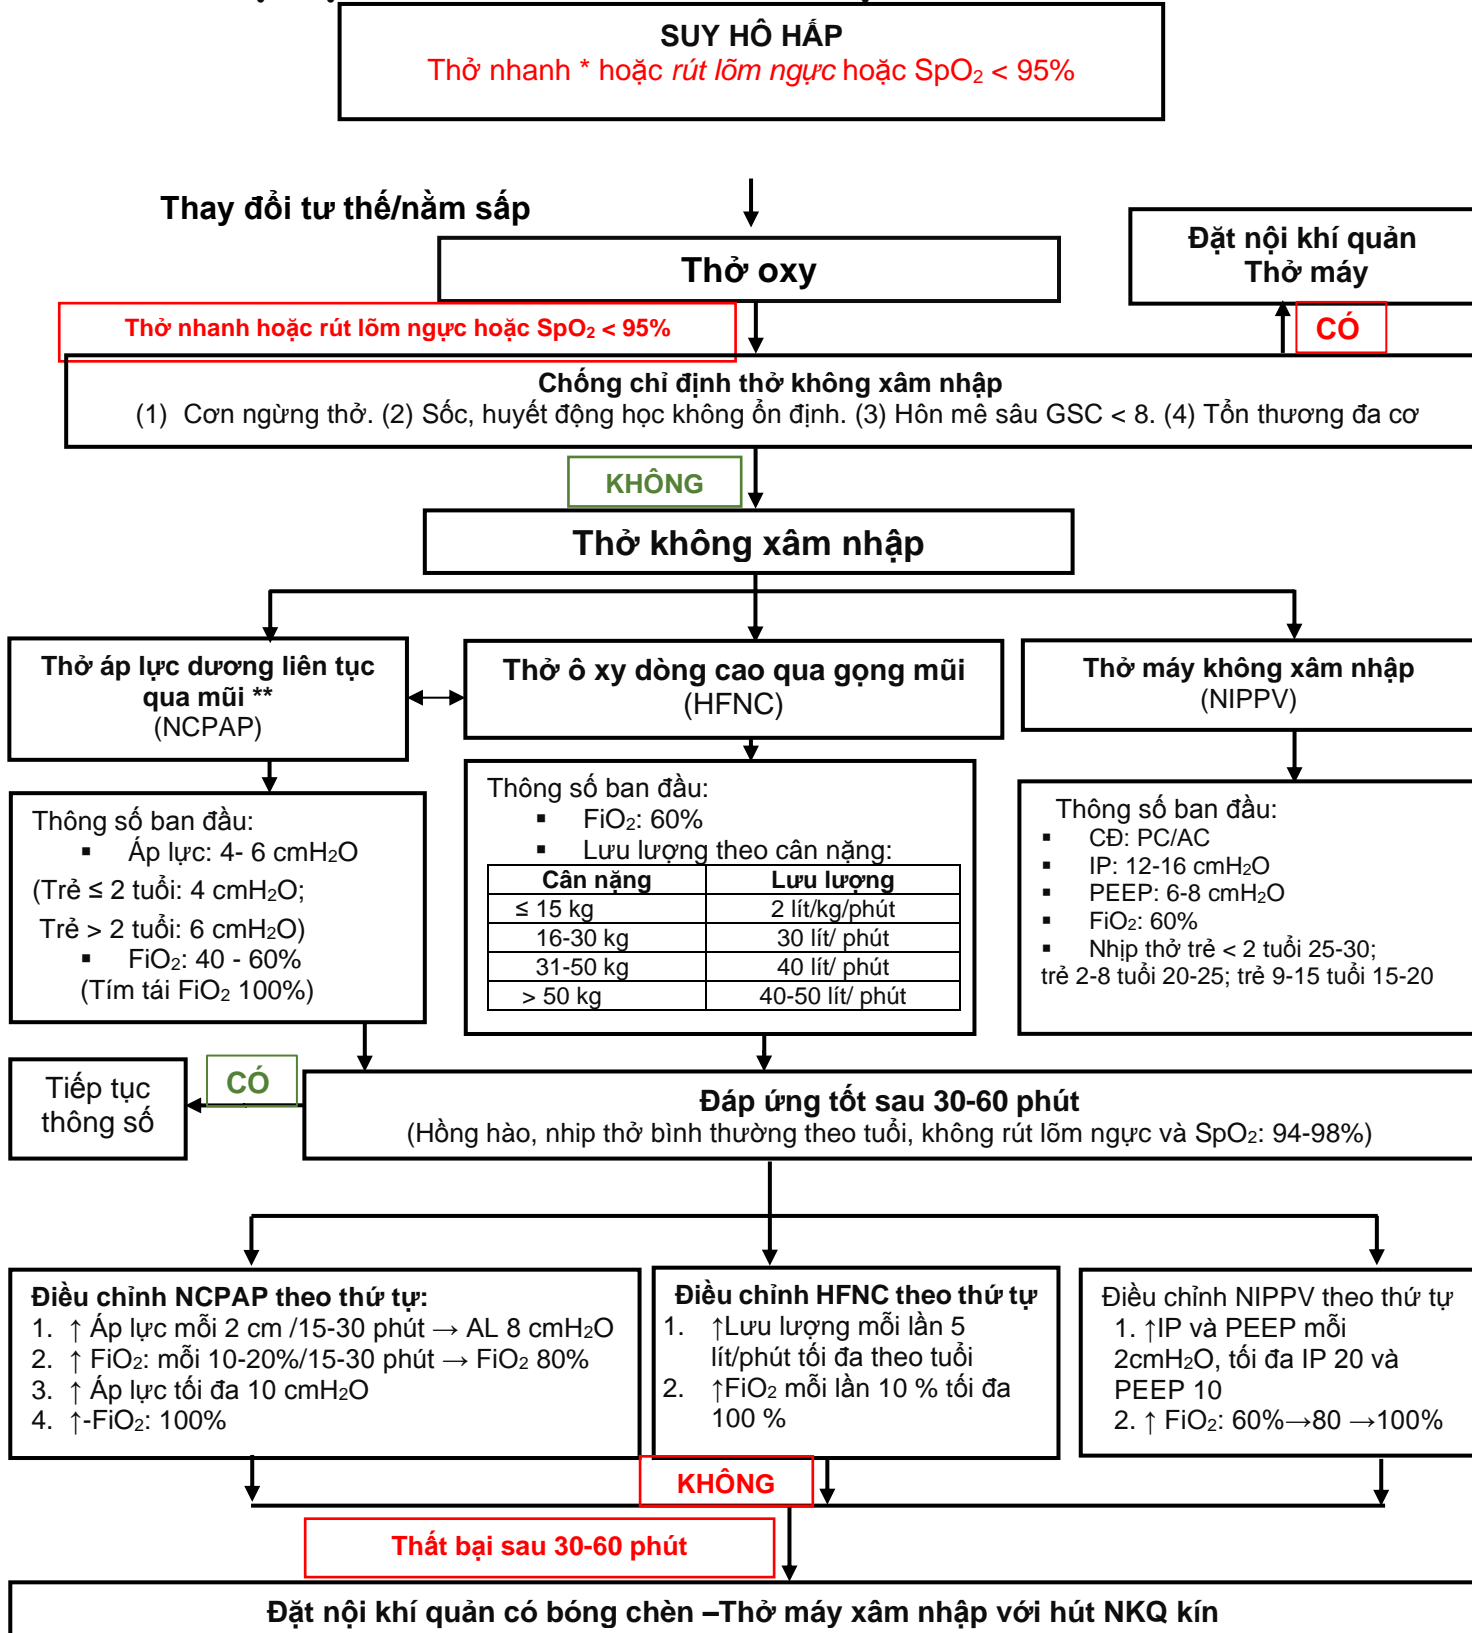 SUY HÔ HẤP
Thở nhanh * hoặc rút lõm ngực hoặc SpO₂ < 95%
Thay đổi tư thế/nằm sấp
Thở oxy
Đặt nội khí quản
Thở máy
Thở nhanh hoặc rút lõm ngực hoặc SpO₂ < 95%
CÓ
Chống chỉ định thở không xâm nhập
(1) Cơn ngừng thở. (2) Sốc, huyết động học không ổn định. (3) Hôn mê sâu GSC < 8. (4) Tổn thương đa cơ
KHÔNG
Thở không xâm nhập
Thở áp lực dương liên tục
qua mũi **
(NCPAP)
Thở ô xy dòng cao qua gọng mũi
(HFNC)
Thở máy không xâm nhập
(NIPPV)
Thông số ban đầu:
▪ Áp lực: 4- 6 cmH₂O
(Trẻ ≤ 2 tuổi: 4 cmH₂O;
Trẻ > 2 tuổi: 6 cmH₂O)
▪ FiO₂: 40 - 60%
(Tím tái FiO₂ 100%)
Thông số ban đầu:
▪ FiO₂: 60%
▪ Lưu lượng theo cân nặng:
Cân nặng Lưu lượng
≤ 15 kg 2 lít/kg/phút
16-30 kg 30 lít/ phút
31-50 kg 40 lít/ phút
> 50 kg 40-50 lít/ phút
Thông số ban đầu:
▪ CĐ: PC/AC
▪ IP: 12-16 cmH₂O
▪ PEEP: 6-8 cmH₂O
▪ FiO₂: 60%
▪ Nhịp thở trẻ < 2 tuổi 25-30;
trẻ 2-8 tuổi 20-25; trẻ 9-15 tuổi 15-20
Tiếp tục
thông số
CÓ
Đáp ứng tốt sau 30-60 phút
(Hồng hào, nhip thở bình thường theo tuổi, không rút lõm ngực và SpO₂: 94-98%)
Điều chỉnh NCPAP theo thứ tự:
1. ↑ Áp lực mỗi 2 cm /15-30 phút → AL 8 cmH₂O
2. ↑ FiO₂: mỗi 10-20%/15-30 phút → FiO₂ 80%
3. ↑ Áp lực tối đa 10 cmH₂O
4. ↑-FiO₂: 100%
Điều chỉnh HFNC theo thứ tự
1. ↑Lưu lượng mỗi lần 5
lít/phút tối đa theo tuổi
2. ↑FiO₂ mỗi lần 10 % tối đa
100 %
Điều chỉnh NIPPV theo thứ tự
1. ↑IP và PEEP mỗi
2cmH₂O, tối đa IP 20 và
PEEP 10
2. ↑ FiO₂: 60%→80 →100%
KHÔNG
Thất bại sau 30-60 phút
Đặt nội khí quản có bóng chèn –Thở máy xâm nhập với hút NKQ kín